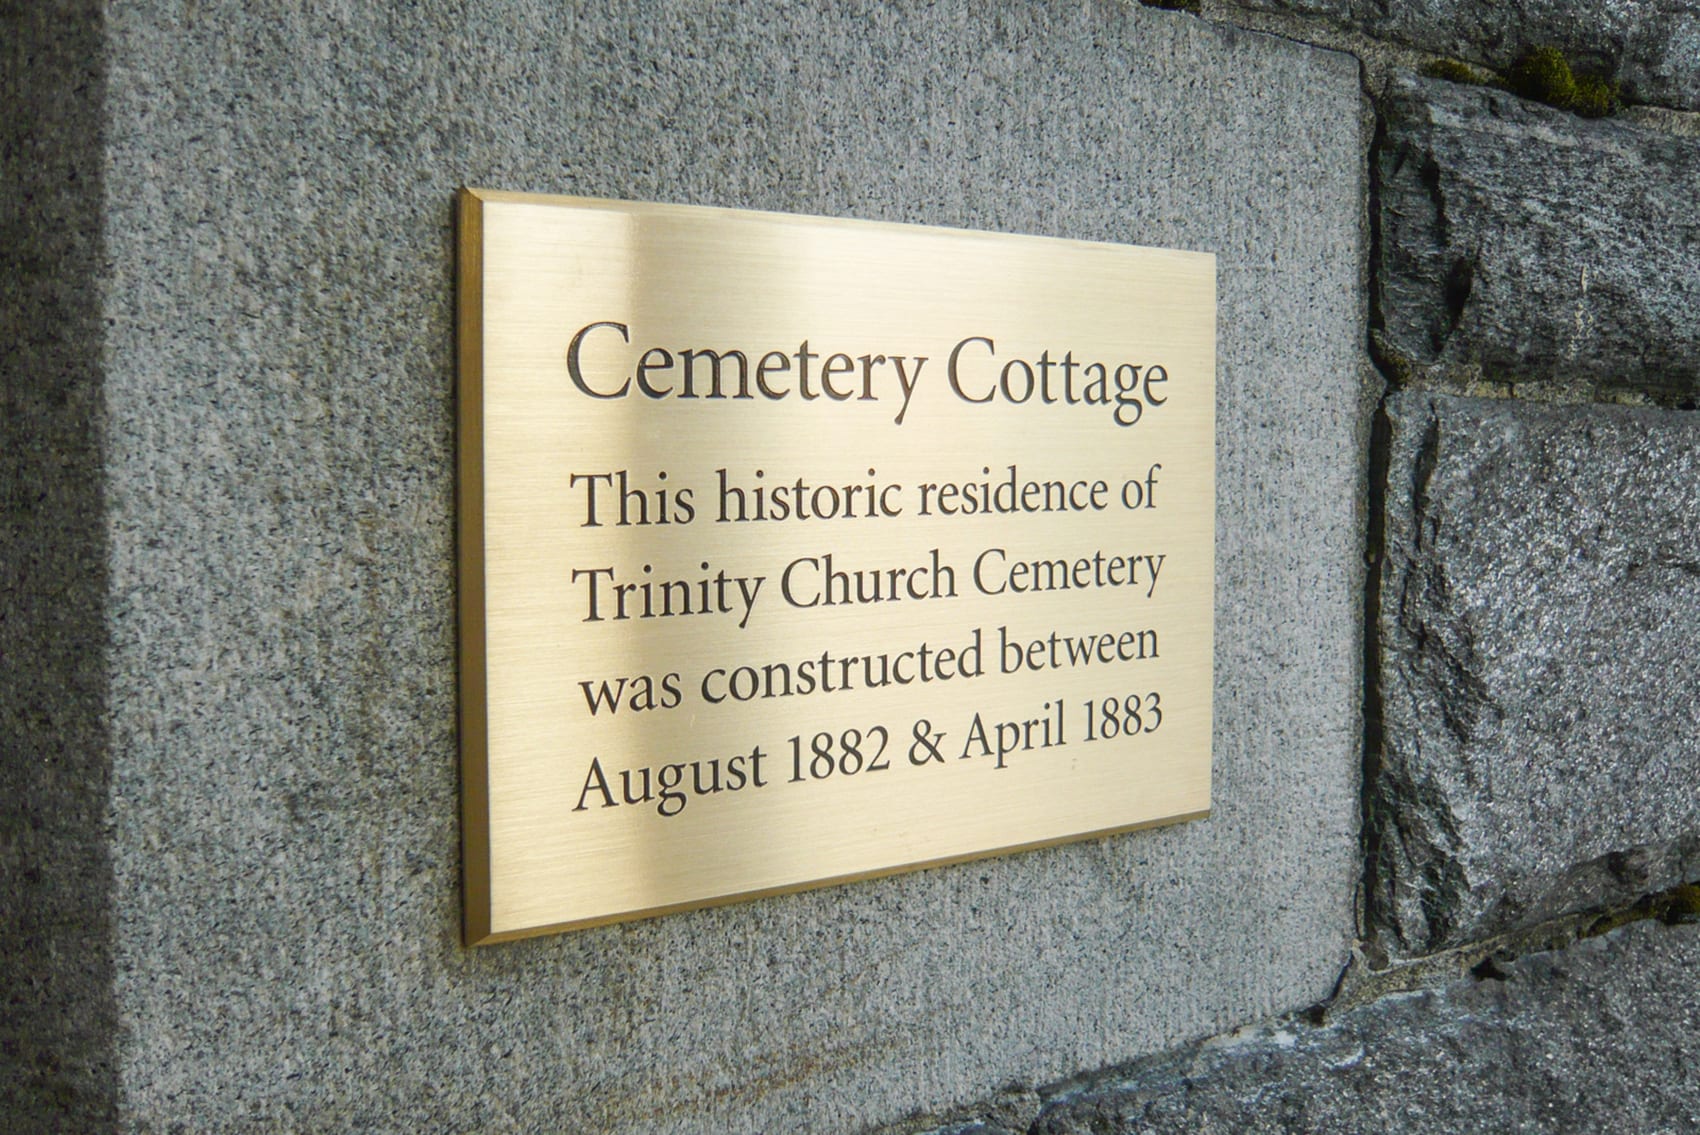 Cemetery Cottage
This historic residence of
Trinity Church Cemetery
was constructed between
August 1882 & April 1883